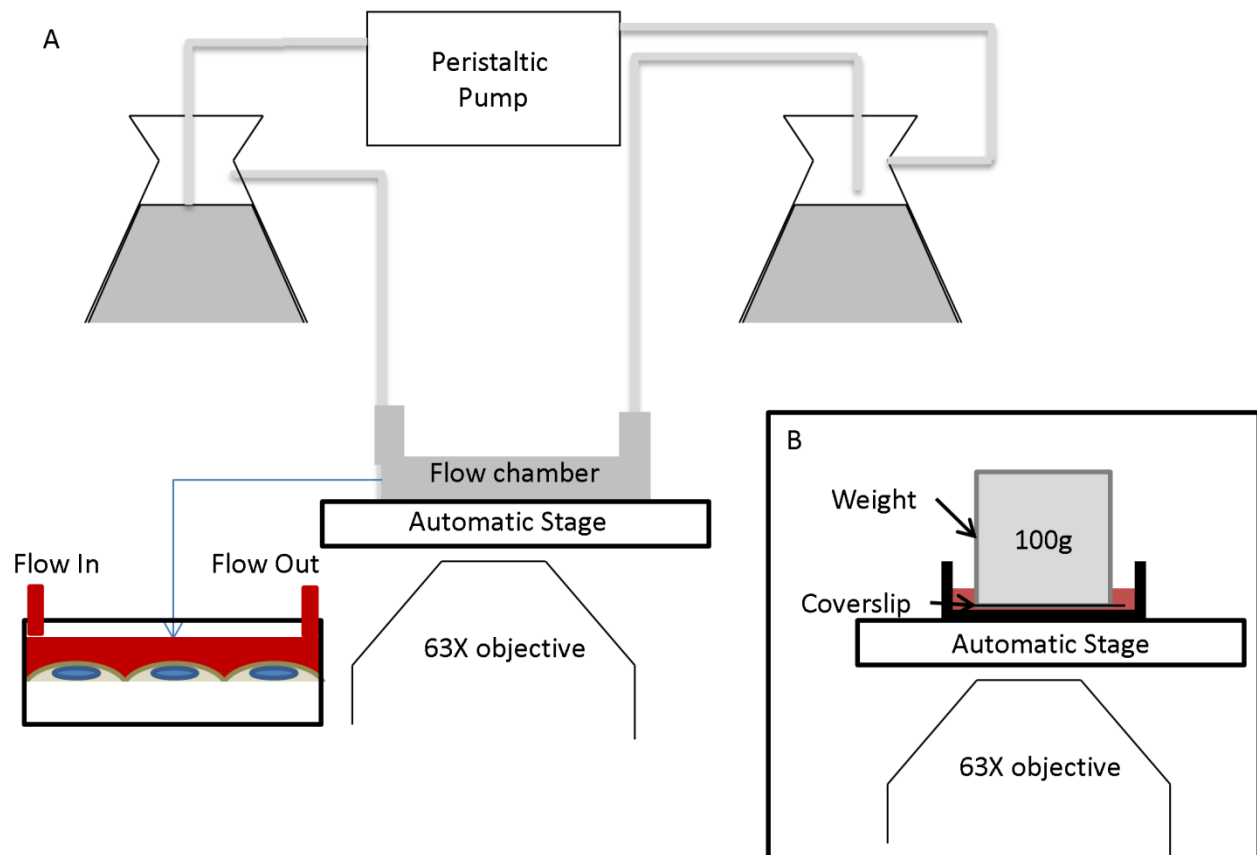 A
Peristaltic
Pump
Flow chamber
Automatic Stage
Flow In
Flow Out
63X objective
B
Weight
100g
Coverslip
Automatic Stage
63X objective